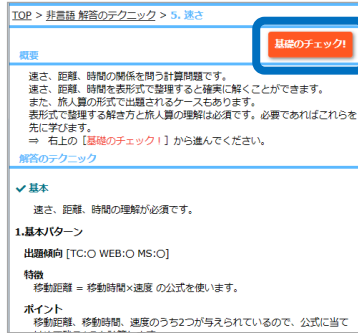 TOP > 非言語 解答のテクニック > 5. 速さ
基礎のチェック!
概要
速さ、距離、時間の関係を問う計算問題です。
速さ、距離、時間を表形式で整理すると確実に解くことができます。
また、旅人算の形式で出題されるケースもあります。
表形式で整理する解き方と旅人算の理解は必須です。必要であればこれらを
先に学びます。
⇒ 右上の [基礎のチェック!] から進んでください。
解答のテクニック
✓ 基本
速さ、距離、時間の理解が必須です。
1.基本パターン
出題傾向 [TC:○ WEB:○ MS:○]
特徴
移動距離 = 移動時間×速度 の公式を使います。
ポイント
移動距離、移動時間、速度のうち2つが与えられているので、公式に当て